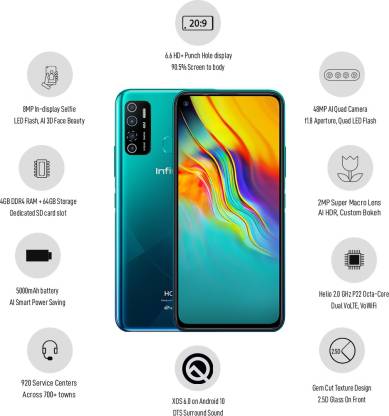 20:9
6.6 HD+ Punch Hole display
90.5% Screen to body
8MP In-display Selfie
LED Flash, AI 3D Face Beauty
48MP AI Quad Camera
f1.8 Aperture, Quad LED Flash
4GB DDR4 RAM + 64GB Storage
Dedicated SD card slot
2MP Super Macro Lens
AI HDR, Custom Bokeh
Infi
5000mAh battery
AI Smart Power Saving
Helio 2.0 GHz P22 Octa-Core
Dual VoLTE, VoWiFi
HO
920 Service Centers
Across 700+ towns
XOS 6.0 on Android 10
DTS Surround Sound
2.5D
Gem Cut Texture Design
2.5D Glass On Front